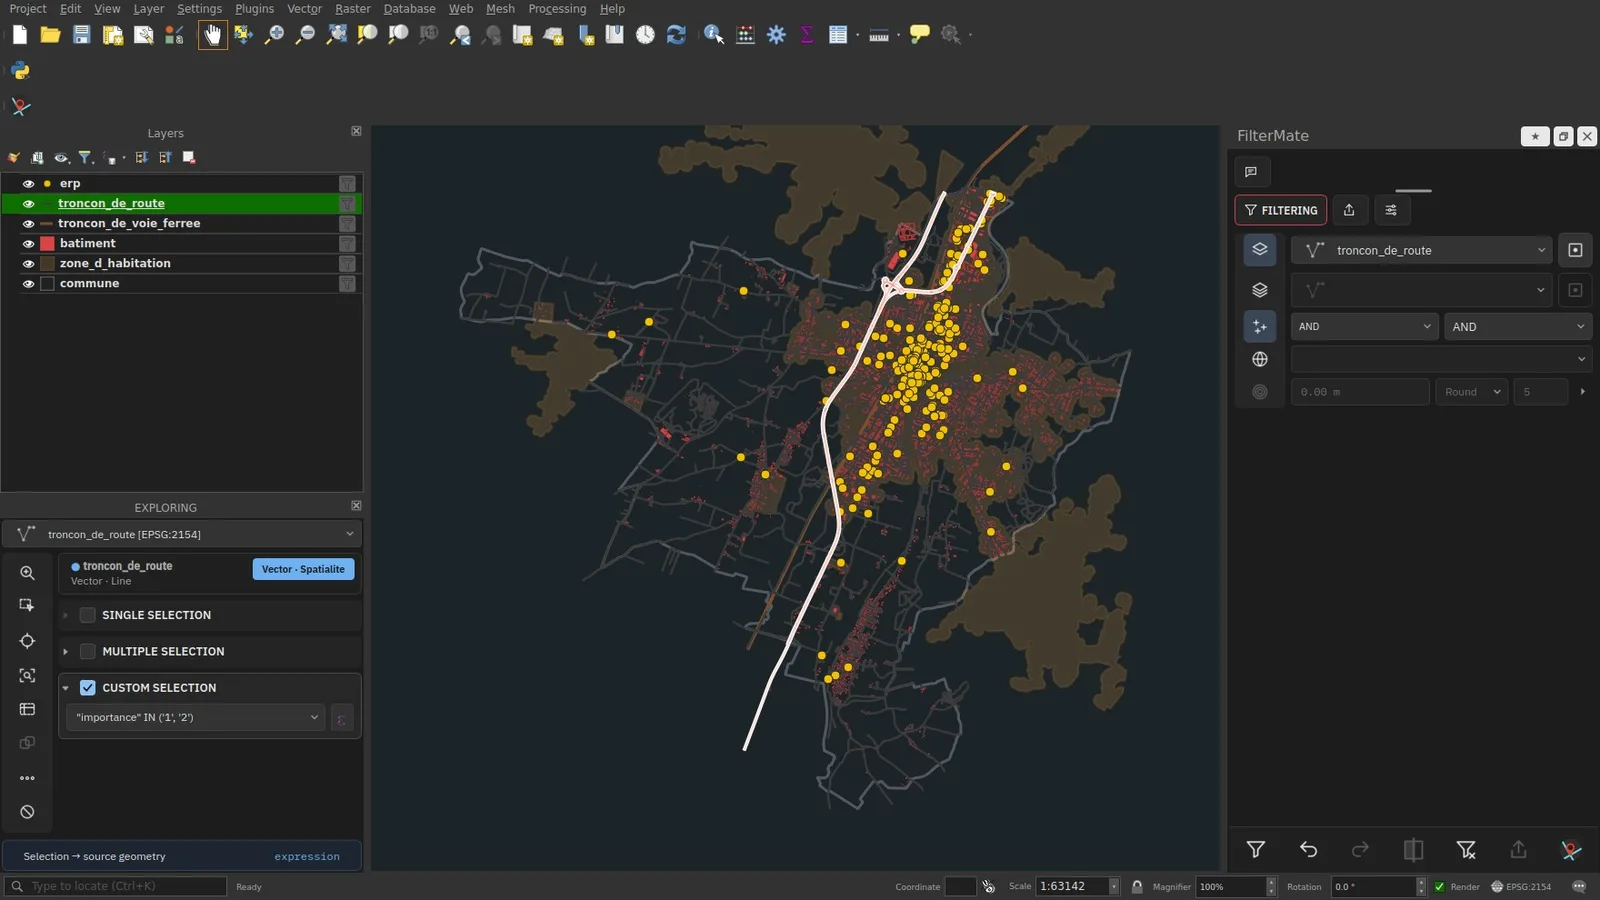 Project Edit View Layer Settings Plugins Vector Raster Database Web Mesh Processing Help
Layers
erp
troncon_de_route
troncon_de_voie_ferree
batiment
zone_d_habitation
commune
EXPLORING
troncon_de_route [EPSG:2154]
troncon_de_route
Vector · Line
Vector · Spatialite
SINGLE SELECTION
MULTIPLE SELECTION
CUSTOM SELECTION
"importance" IN ('1', '2')
Selection → source geometry expression
FilterMate
FILTERING
troncon_de_route
AND AND
0.00 m Round 5
Type to locate (Ctrl+K) Ready Coordinate Scale 1:63142 Magnifier 100% Rotation 0.0 ° Render EPSG:2154